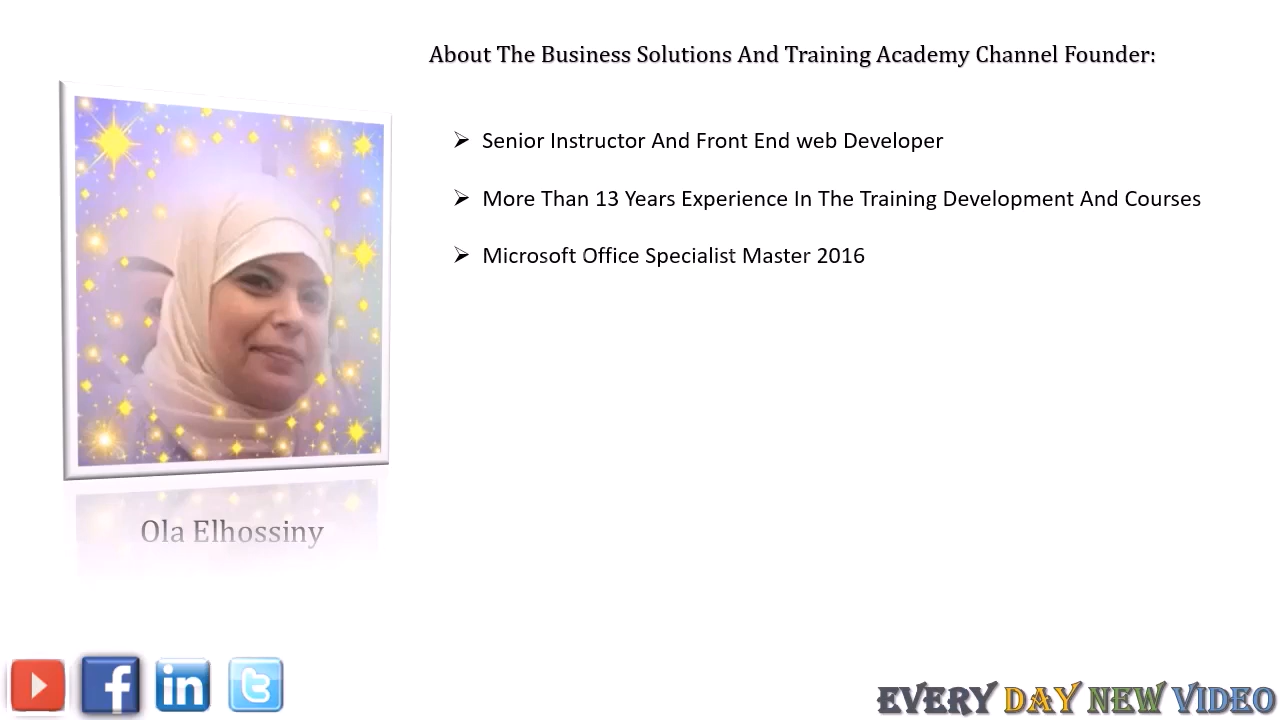 About The Business Solutions And Training Academy Channel Founder:
➢ Senior Instructor And Front End web Developer
➢ More Than 13 Years Experience In The Training Development And Courses
➢ Microsoft Office Specialist Master 2016
Ola Elhossiny
EVERY DAY NEW VIDEO